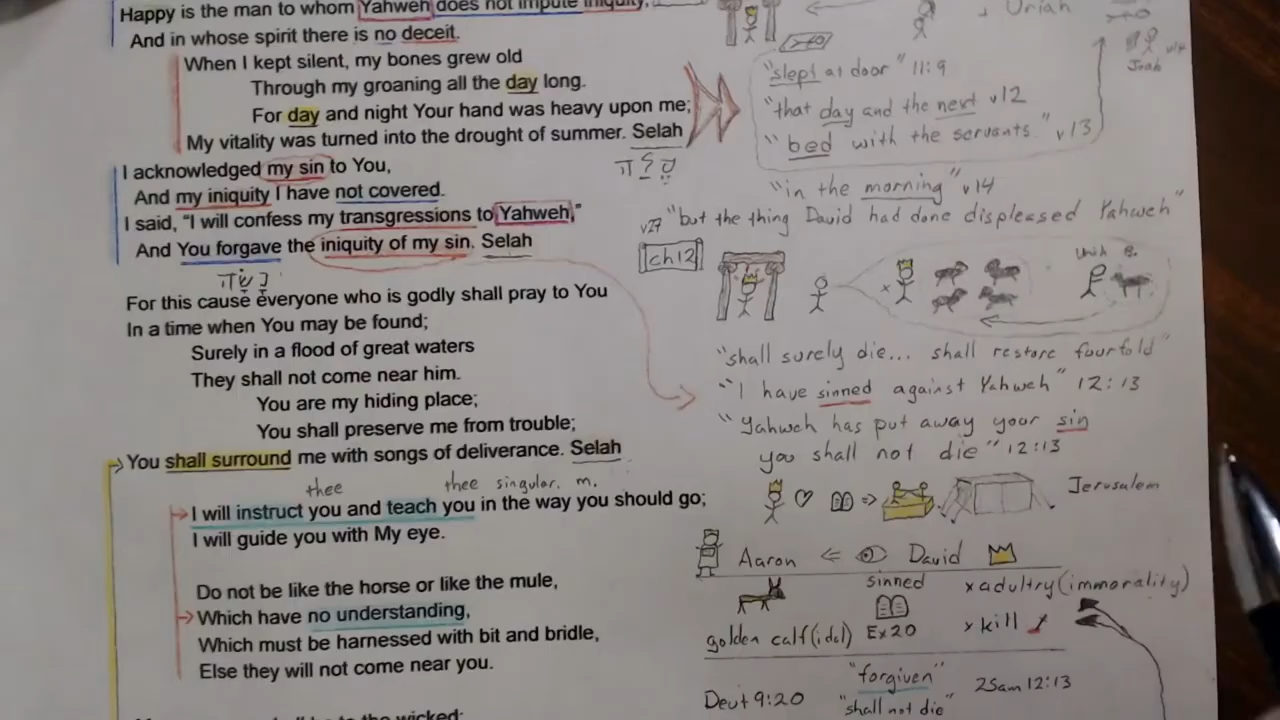 Happy is the man to whom Yahweh does not impute iniquity,
And in whose spirit there is no deceit.
When I kept silent, my bones grew old
Through my groaning all the day long.
For day and night Your hand was heavy upon me;
My vitality was turned into the drought of summer. Selah
I acknowledged my sin to You,
And my iniquity I have not covered.
I said, “I will confess my transgressions to Yahweh,”
And You forgave the iniquity of my sin. Selah
For this cause everyone who is godly shall pray to You
In a time when You may be found;
Surely in a flood of great waters
They shall not come near him.
You are my hiding place;
You shall preserve me from trouble;
You shall surround me with songs of deliverance. Selah
thee thee singular. m.
I will instruct you and teach you in the way you should go;
I will guide you with My eye.
Do not be like the horse or like the mule,
Which have no understanding,
Which must be harnessed with bit and bridle,
Else they will not come near you.
Uriah
Joab
"slept at door" 11:9
"that day and the next v12
"bed with the servants" v13
"in the morning" v14
v27 "but the thing David had done displeased Yahweh"
ch12
"shall surely die... shall restore fourfold"
"I have sinned against Yahweh" 12:13
"Yahweh has put away your sin
you shall not die" 12:13
Jerusalem
Aaron David
sinned x adultry (immorality)
golden calf (idol) Ex20 x kill
"forgiven"
Deut 9:20 "shall not die" 2Sam 12:13